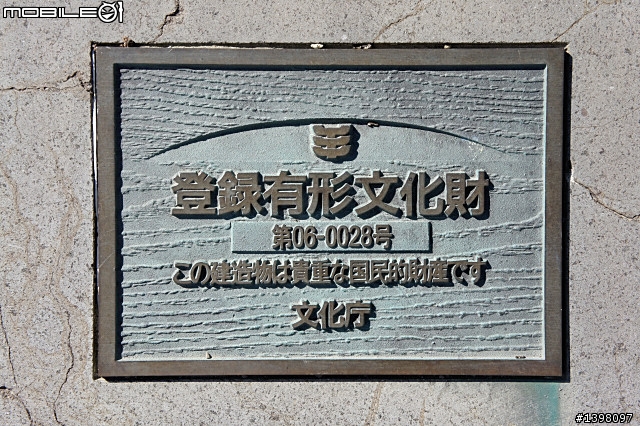 MOBILE01
登録有形文化財
第06-0028号
この建造物は貴重な国民的財産です
文化庁
#1398097